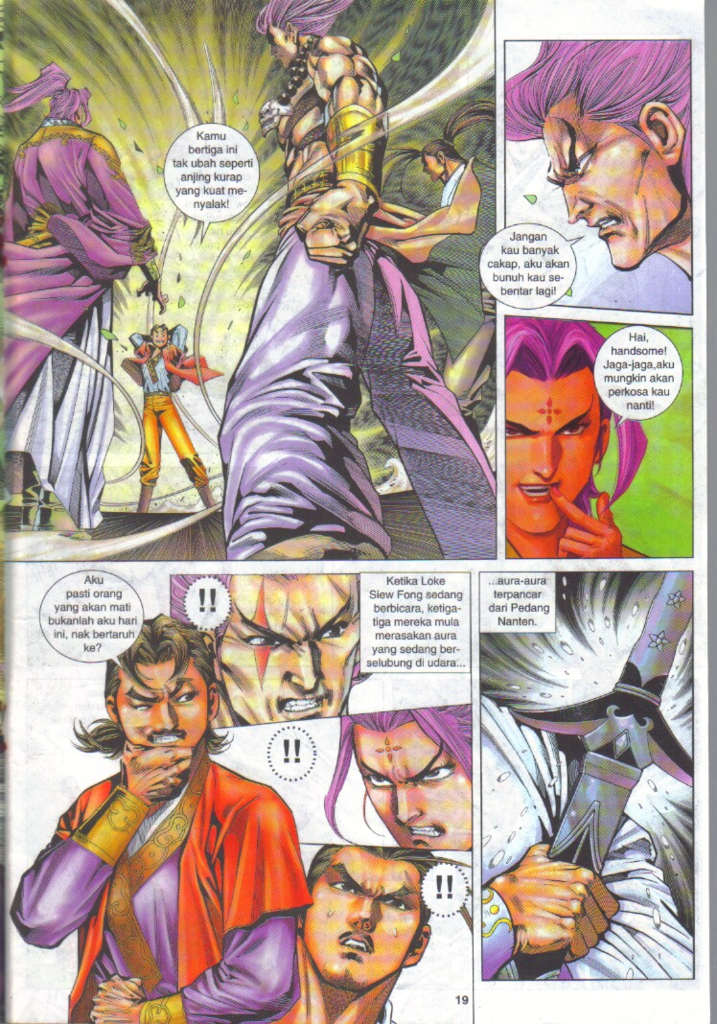 Kamu
bertiga ini
tak ubah seperti
anjing kurap
yang kuat me-
nyalak!
Jangan
kau banyak
cakap, aku akan
bunuh kau se-
bentar lagi!
Hai,
handsome!
Jaga-jaga,aku
mungkin akan
perkosa kau
nanti!
Aku
pasti orang
yang akan mati
bukanlah aku hari
ini, nak bertaruh
ke?
!!
Ketika Loke
Siew Fong sedang
berbicara, ketiga-
tiga mereka mula
merasakan aura
yang sedang ber-
selubung di udara...
!!
!!
...aura-aura
terpancar
dari Pedang
Nanten.
19